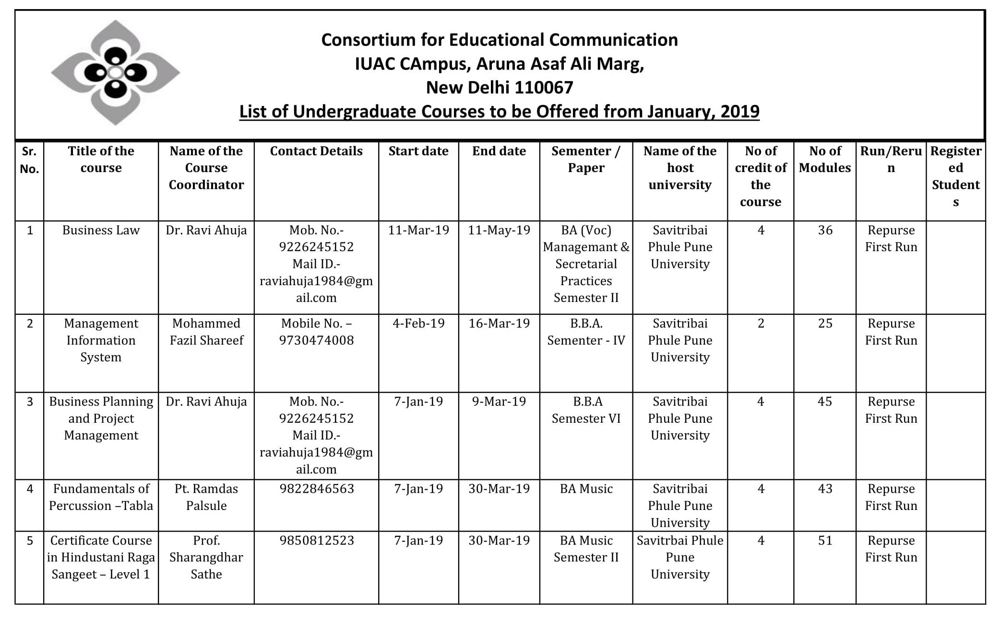 Consortium for Educational Communication
IUAC CAmpus, Aruna Asaf Ali Marg,
New Delhi 110067
List of Undergraduate Courses to be Offered from January, 2019
Sr.
No.
Title of the
course
Name of the
Course
Coordinator
Contact Details
Start date
End date
Sementer /
Paper
Name of the
host
university
No of
credit of
the
course
No of
Modules
Run/Reru
n
Register
ed
Student
s
1
Business Law
Dr. Ravi Ahuja
Mob. No.-
9226245152
Mail ID.-
raviahuja1984@gm
ail.com
11-Mar-19
11-May-19
BA (Voc)
Managemant &
Secretarial
Practices
Semester II
Savitribai
Phule Pune
University
4
36
Repurse
First Run
2
Management
Information
System
Mohammed
Fazil Shareef
Mobile No. –
9730474008
4-Feb-19
16-Mar-19
B.B.A.
Sementer - IV
Savitribai
Phule Pune
University
2
25
Repurse
First Run
3
Business Planning
and Project
Management
Dr. Ravi Ahuja
Mob. No.-
9226245152
Mail ID.-
raviahuja1984@gm
ail.com
7-Jan-19
9-Mar-19
B.B.A
Semester VI
Savitribai
Phule Pune
University
4
45
Repurse
First Run
4
Fundamentals of
Percussion –Tabla
Pt. Ramdas
Palsule
9822846563
7-Jan-19
30-Mar-19
BA Music
Savitribai
Phule Pune
University
4
43
Repurse
First Run
5
Certificate Course
in Hindustani Raga
Sangeet – Level 1
Prof.
Sharangdhar
Sathe
9850812523
7-Jan-19
30-Mar-19
BA Music
Semester II
Savitrbai Phule
Pune
University
4
51
Repurse
First Run